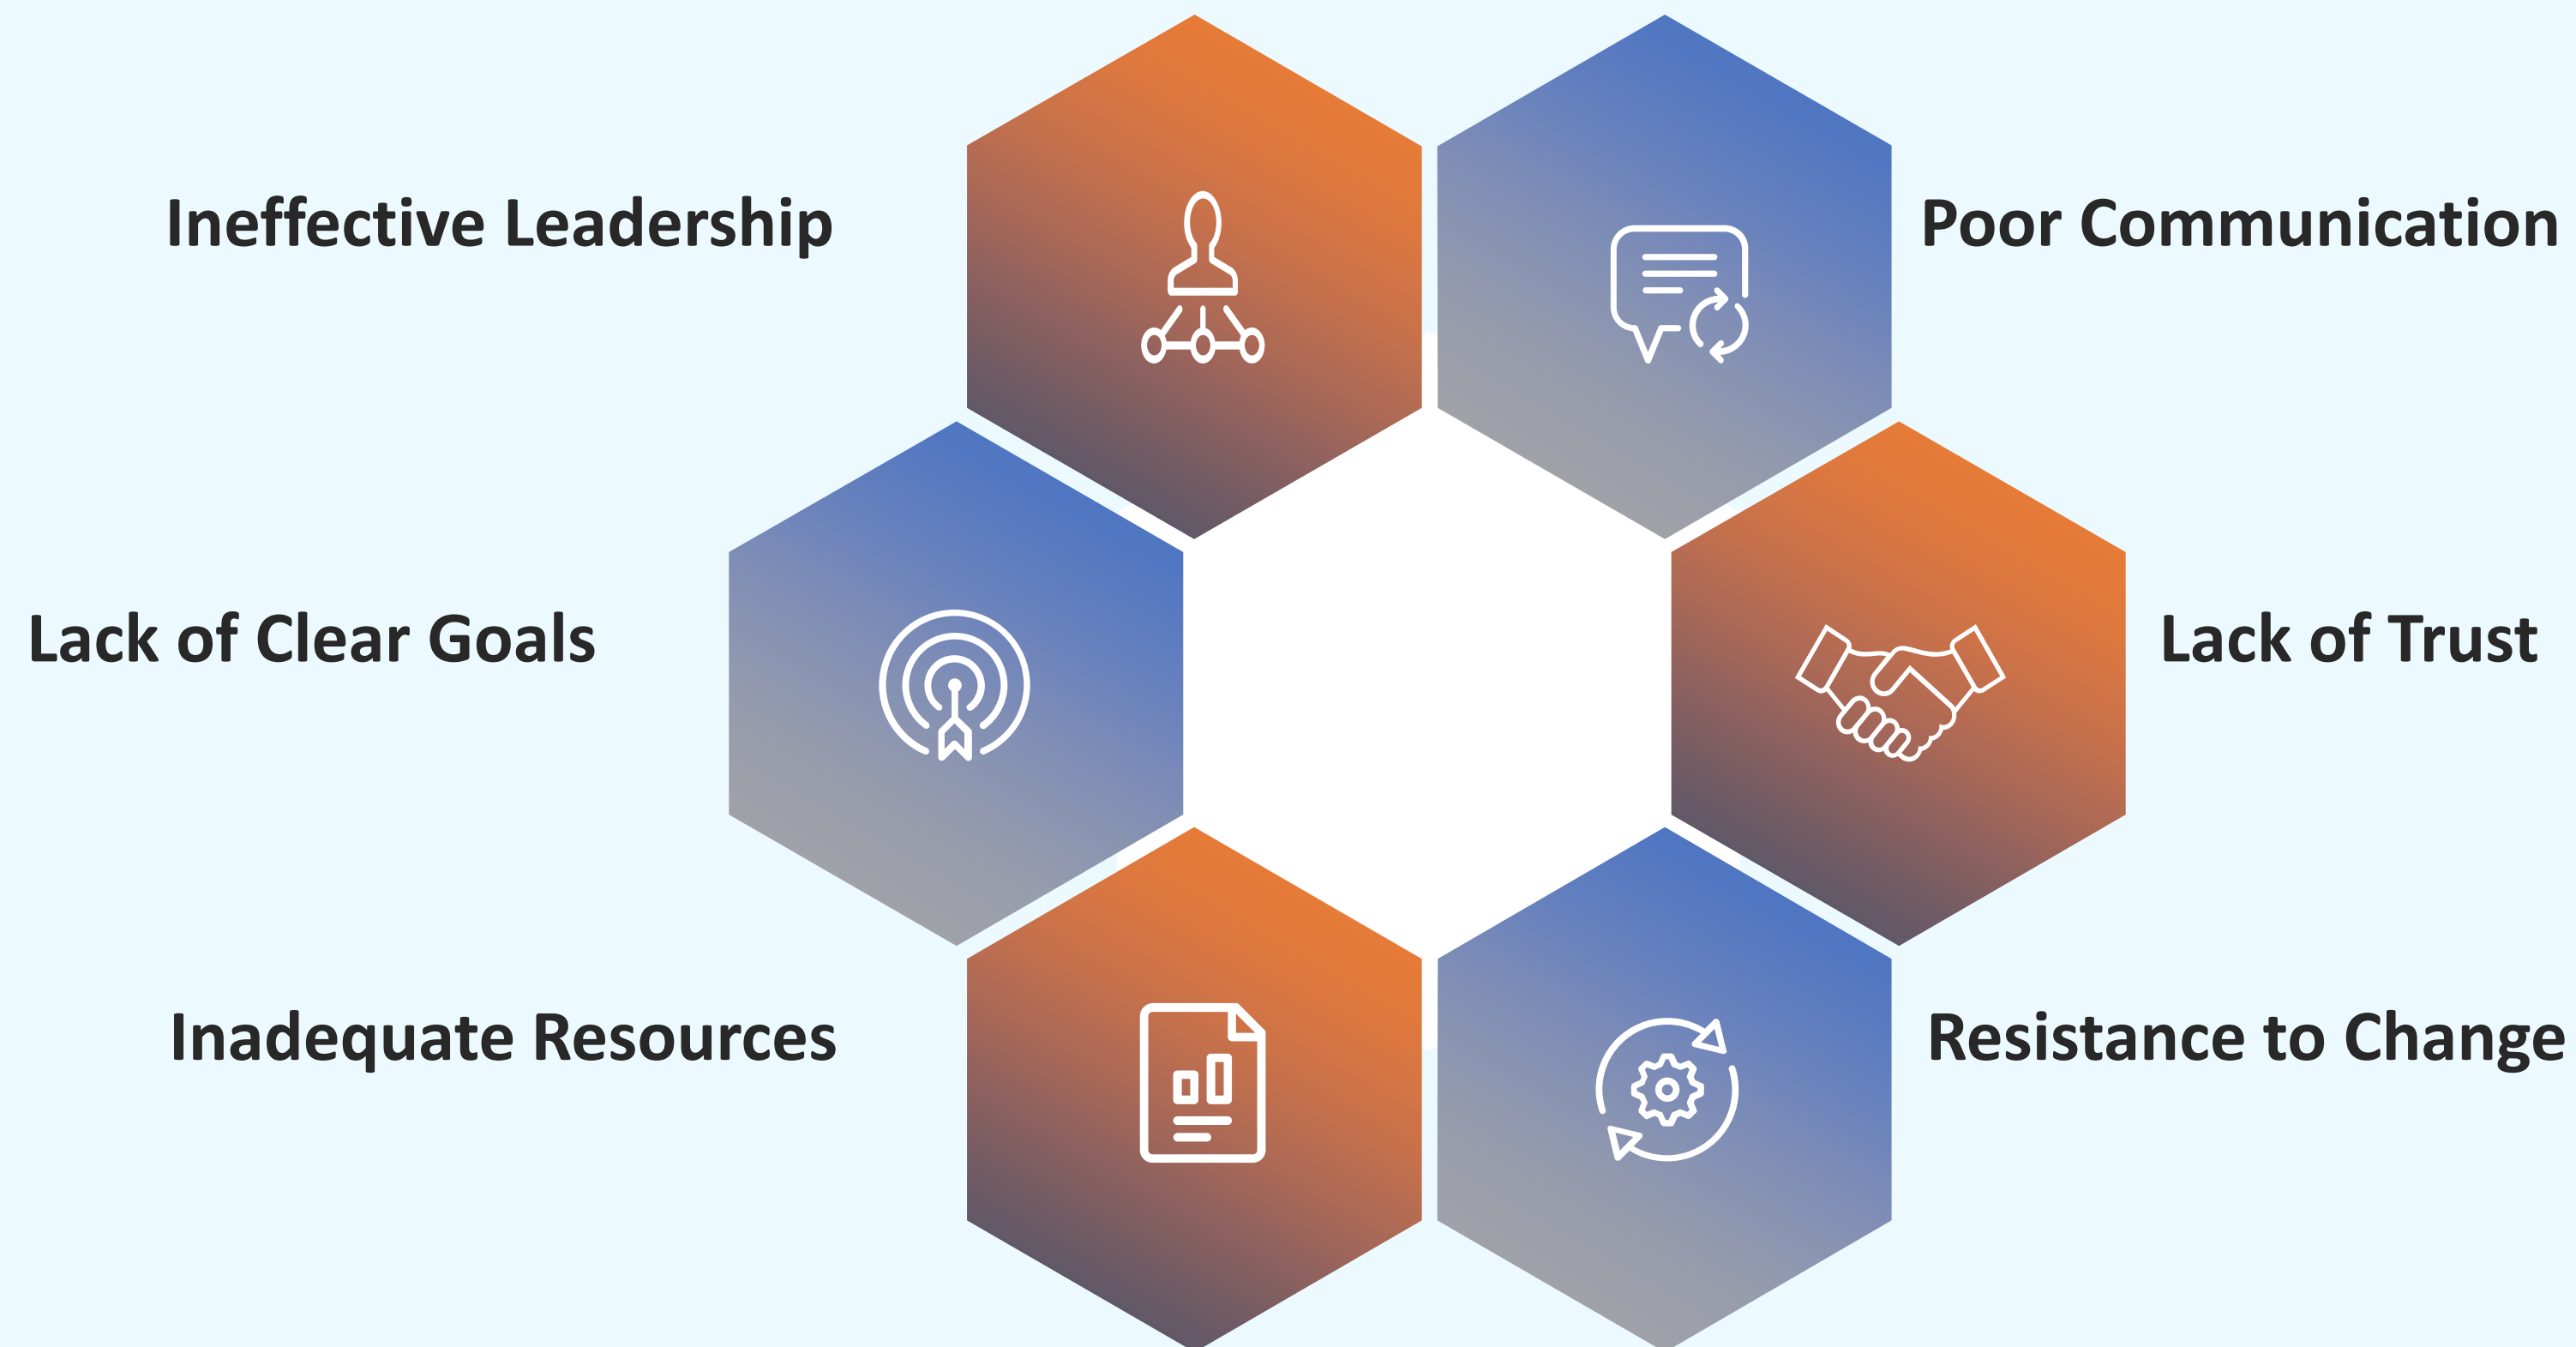 Ineffective Leadership
Poor Communication
Lack of Clear Goals
Lack of Trust
Inadequate Resources
Resistance to Change